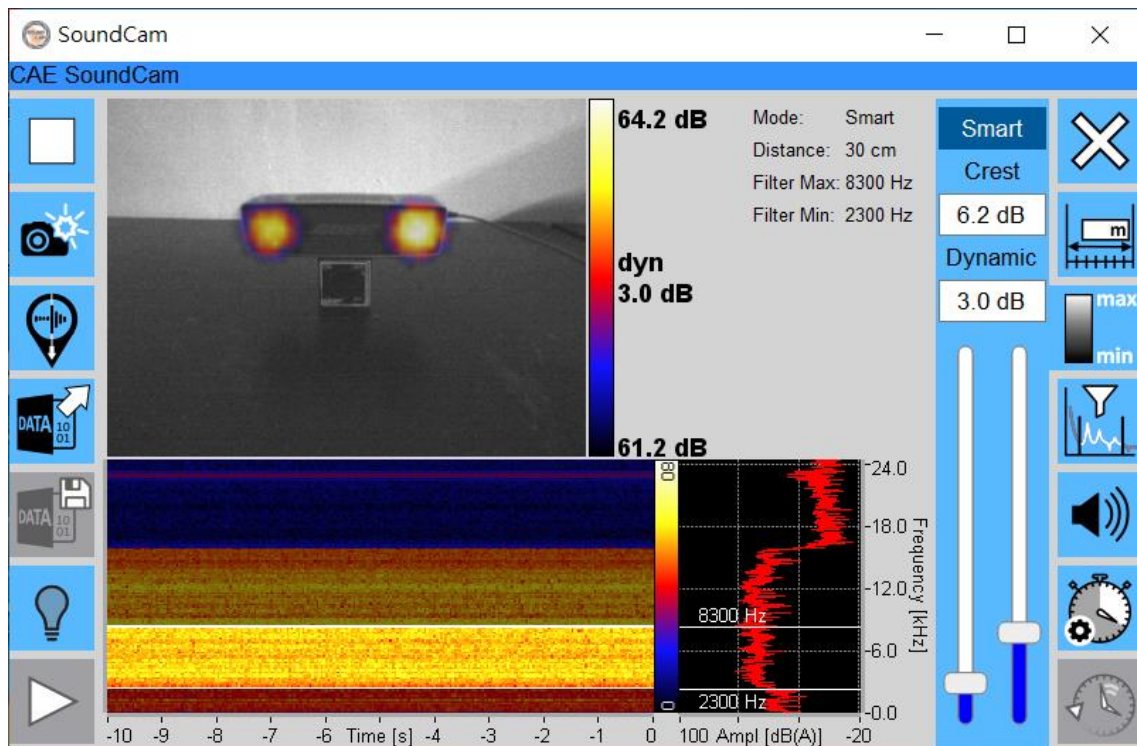 SoundCam
CAE SoundCam
64.2 dB
dyn
3.0 dB
61.2 dB
Mode: Smart
Distance: 30 cm
Filter Max: 8300 Hz
Filter Min: 2300 Hz
Smart
Crest
6.2 dB
Dynamic
3.0 dB
m
max
min
DATA 10 01
DATA 10 01
80
0
8300 Hz
2300 Hz
-24.0
-18.0
-12.0
-6.0
-0.0
Frequency [kHz]
-10 -9 -8 -7 -6 Time [s] -4 -3 -2 -1 0
100 Ampl [dB(A)] -20